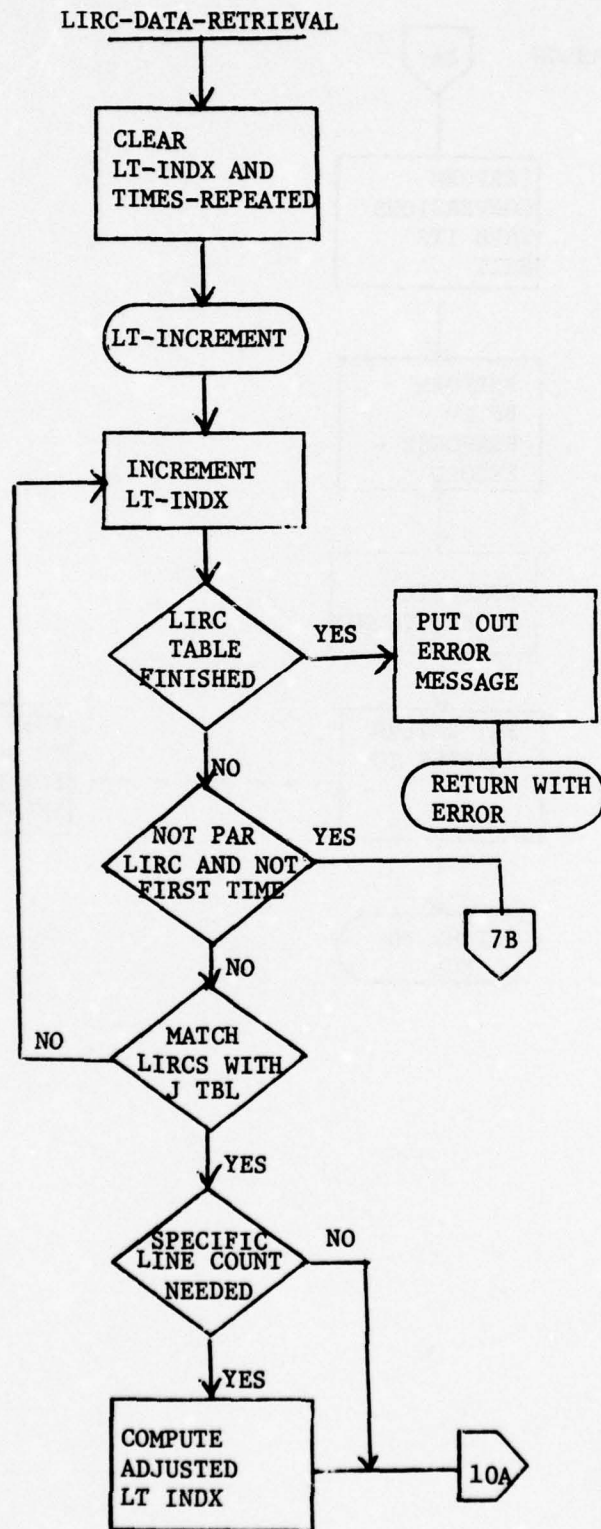 LIRC-DATA-RETRIEVAL
CLEAR
LT-INDX AND
TIMES-REPEATED
LT-INCREMENT
INCREMENT
LT-INDX
LIRC
TABLE
FINISHED
YES
PUT OUT
ERROR
MESSAGE
RETURN WITH
ERROR
NO
NOT PAR
LIRC AND NOT
FIRST TIME
YES
7B
NO
MATCH
LIRCS WITH
J TBL
NO
YES
SPECIFIC
LINE COUNT
NEEDED
NO
YES
COMPUTE
ADJUSTED
LT INDX
10A